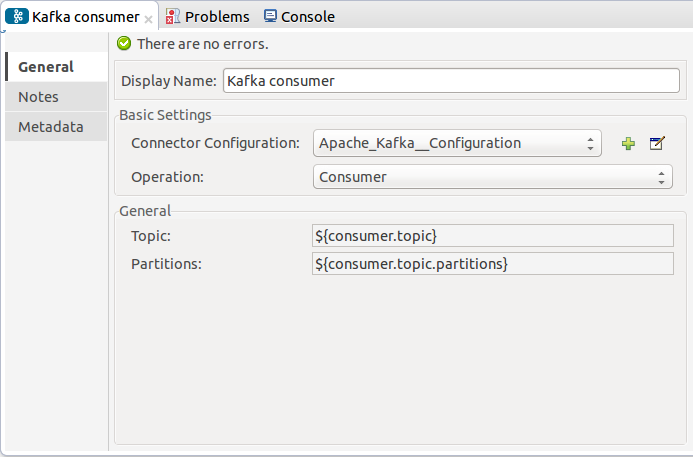 Kafka consumer Problems Console
There are no errors.
General
Display Name: Kafka consumer
Notes
Basic Settings
Metadata
Connector Configuration: Apache_Kafka__Configuration
Operation: Consumer
General
Topic: ${consumer.topic}
Partitions: ${consumer.topic.partitions}